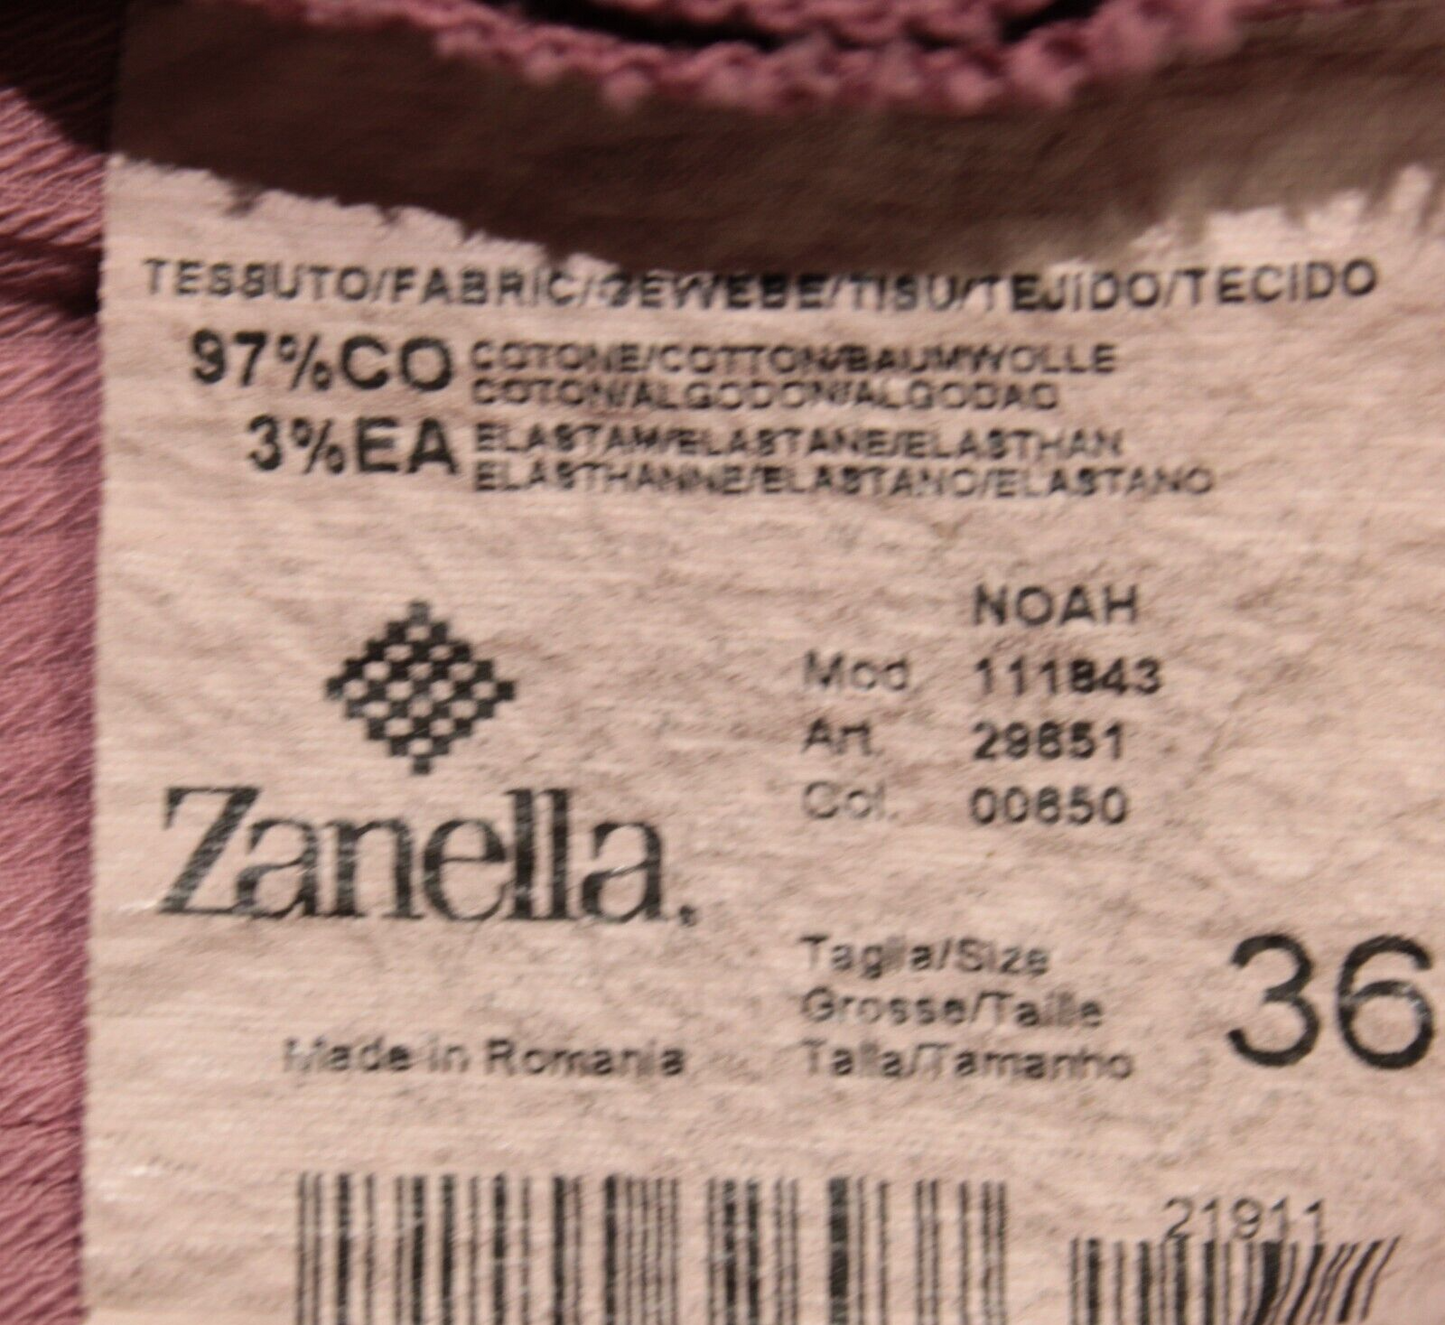 TESSUTO/FABRIC/GEWEBE/TISU/TEJIDO/TECIDO
97%CO COTONE/COTTON/BAUMWOLLE
COTON/ALGODON/ALGODAO
3%EA ELASTAM/ELASTANE/ELASTHAN
ELASTHANNE/ELASTANO/ELASTANO
NOAH
Mod. 111843
Art. 29651
Col. 00650
Zanella.
Taglia/Size
Grosse/Taille
Talla/Tamanho
36
Made in Romania
21911